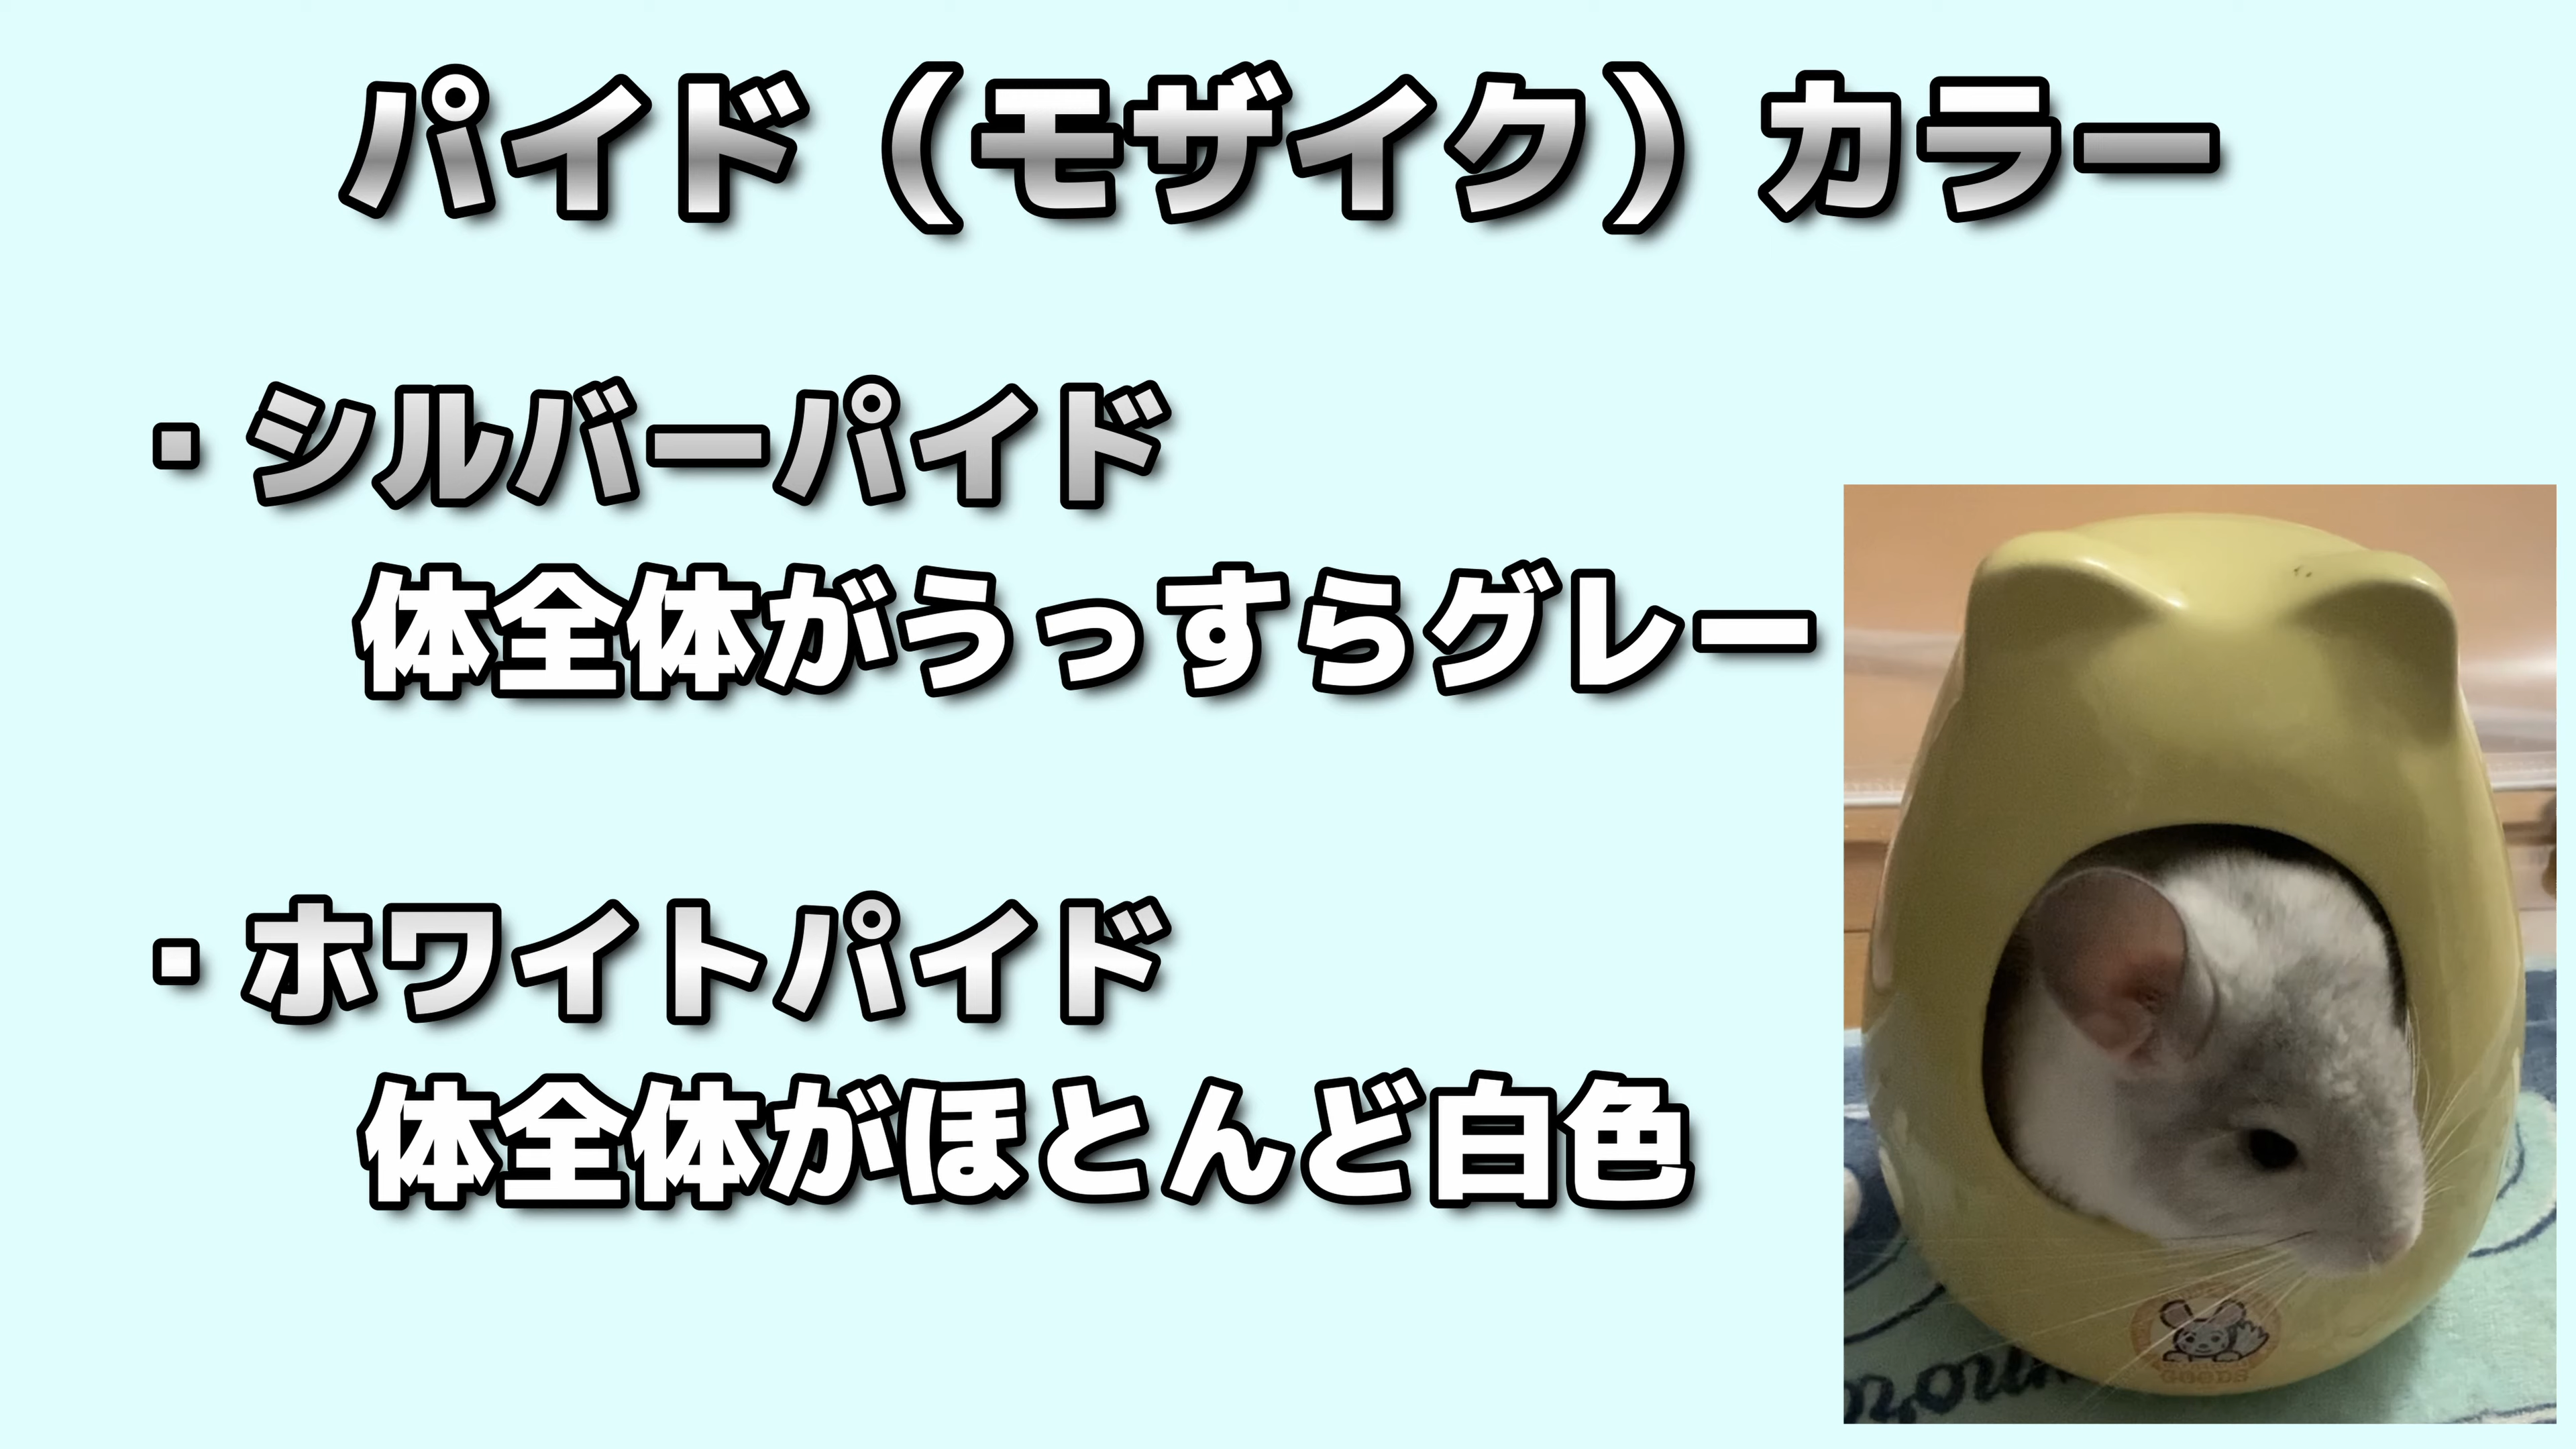 パイド（モザイク）カラー
・シルバーパイド
体全体がうっすらグレー
・ホワイトパイド
体全体がほとんど白色
GOODS